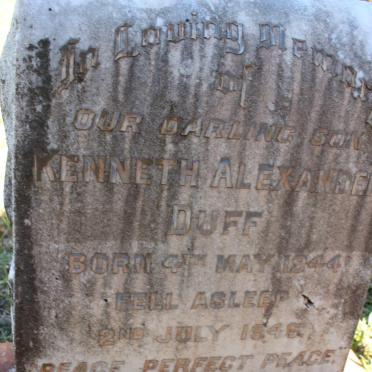 In Loving Memory
of
OUR DARLING SON
KENNETH ALEXANDER
DUFF
BORN 4TH MAY 1944
FELL ASLEEP
2ND JULY 1946
PEACE, PERFECT PEACE.